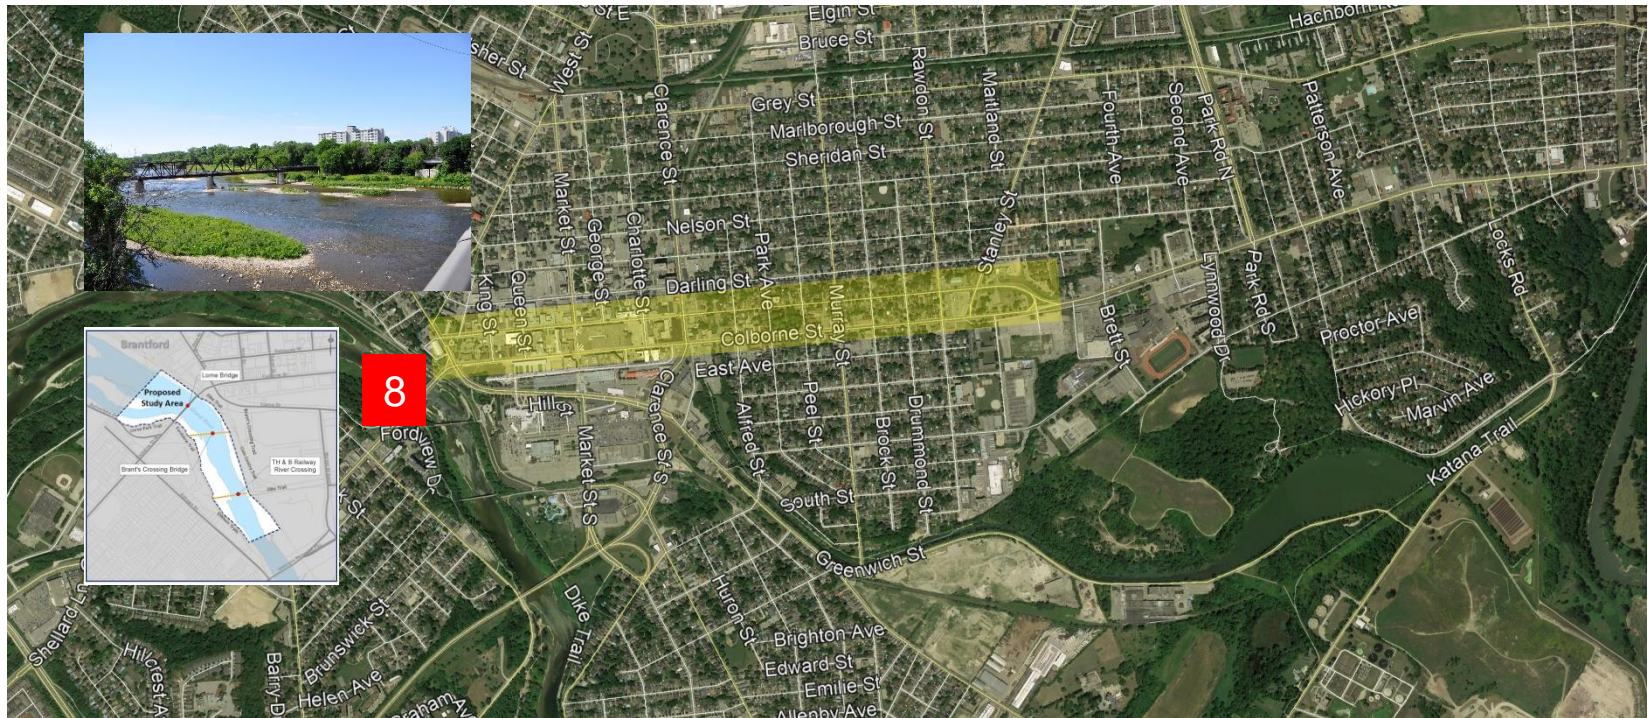 St E
Elgin St
Hachborn
Bruce St
West St
Rawdon St
Clarence St
Grey St
Maitland St
Fourth Ave
Second Ave
Park Rd N
Patterson Ave
Marlborough St
Sheridan St
Market St
George St
Charlotte St
Nelson St
Stanley St
Locks Rd
King St
Queen St
Darling St
Park Ave
Murray St
Lynnwood Dr
Park Rd S
Colborne St
East Ave
Brett St
Proctor Ave
Hickory Pl
Marvin Ave
8
Brantford
Lorne Bridge
Proposed
Study Area
Brant's Crossing Bridge
TH & B Railway
River Crossing
Ford
Hill St
Clarence St S
Alfred St
Peel St
Brock St
Drummond St
Market St S
South St
Katana Trail
Greenwich St
Dike Trail
Huron St
Shellard
Hillcrest A
Barry D
Brunswick St
Helen Ave
Graham Av
Brighton Ave
Edward St
Emilie St
Allenby Ave